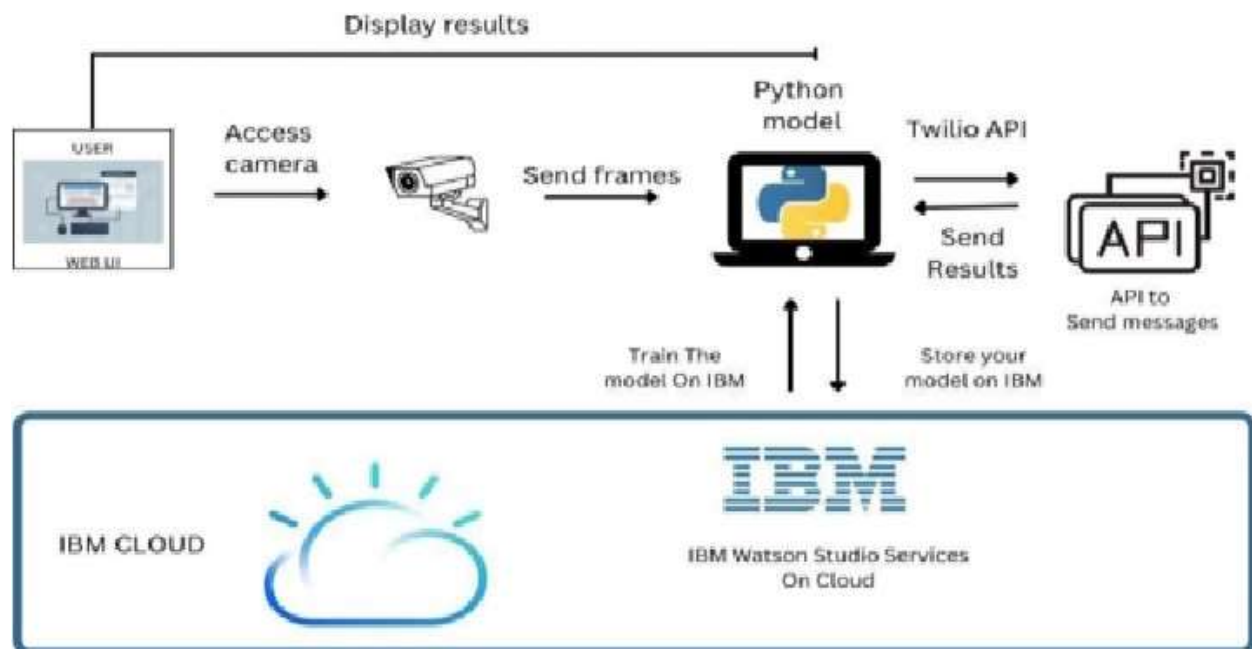 Display results
USER
WEB UI
Access
camera
Send frames
Python
model
Twilio API
Send
Results
API
API to
Send messages
Train The
model On IBM
Store your
model on IBM
IBM CLOUD
IBM
IBM Watson Studio Services
On Cloud